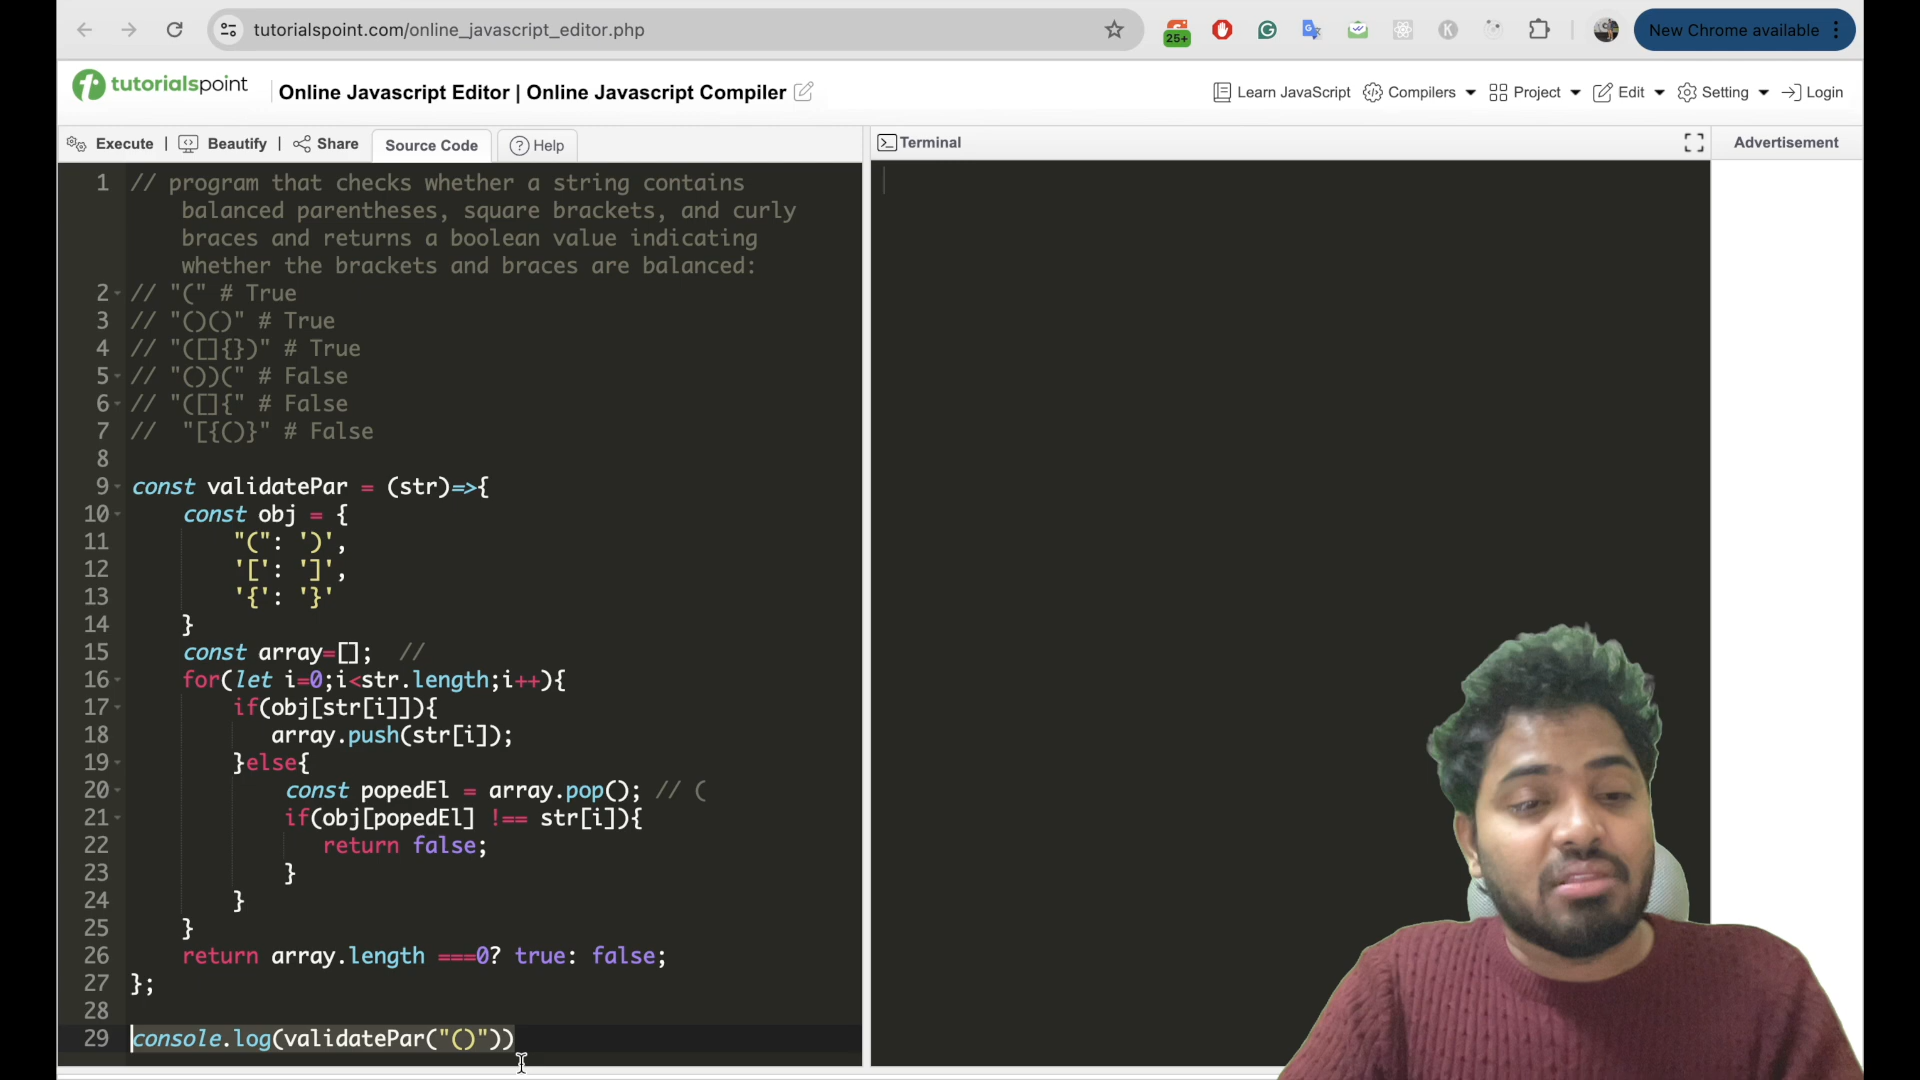 tutorialspoint.com/online_javascript_editor.php
25+
K
New Chrome available
tutorialspoint
Online Javascript Editor | Online Javascript Compiler
Learn JavaScript
Compilers
Project
Edit
Setting
Login
Execute | Beautify | Share
Source Code
Help
Terminal
Advertisement
1 // program that checks whether a string contains
balanced parentheses, square brackets, and curly
braces and returns a boolean value indicating
whether the brackets and braces are balanced:
2 // "(" # True
3 // "()()" # True
4 // "([]{})" # True
5 // "())(" # False
6 // "([]{" # False
7 //  "[{()}" # False
8
9 const validatePar = (str)=>{
10     const obj = {
11         "(": ')',
12         '[': ']',
13         '{': '}'
14     }
15     const array=[];  //
16     for(let i=0;i<str.length;i++){
17         if(obj[str[i]]){
18            array.push(str[i]);
19         }else{
20             const popedEl = array.pop(); // (
21             if(obj[popedEl] !== str[i]){
22                return false;
23             }
24         }
25     }
26     return array.length ===0? true: false;
27 };
28
29 console.log(validatePar("()"))